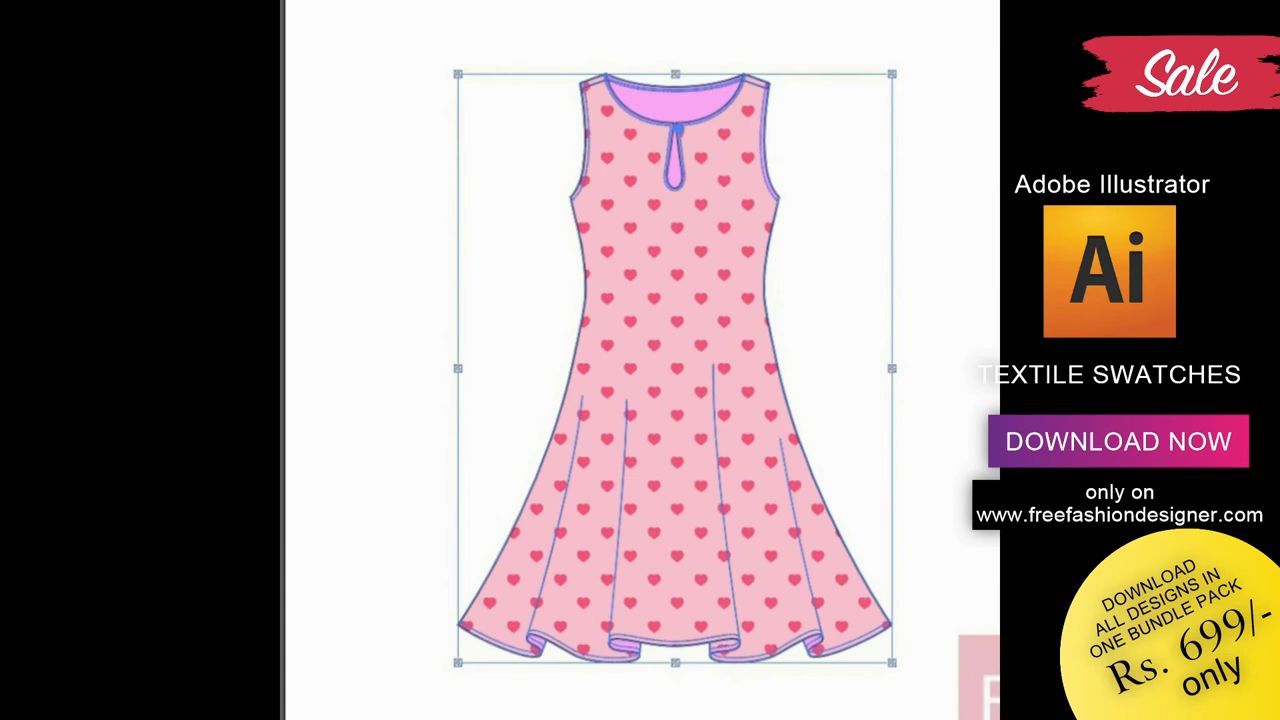 Sale
Adobe Illustrator
Ai
TEXTILE SWATCHES
DOWNLOAD NOW
only on
www.freefashiondesigner.com
DOWNLOAD
ALL DESIGNS IN
ONE BUNDLE PACK
Rs. 699/-
only